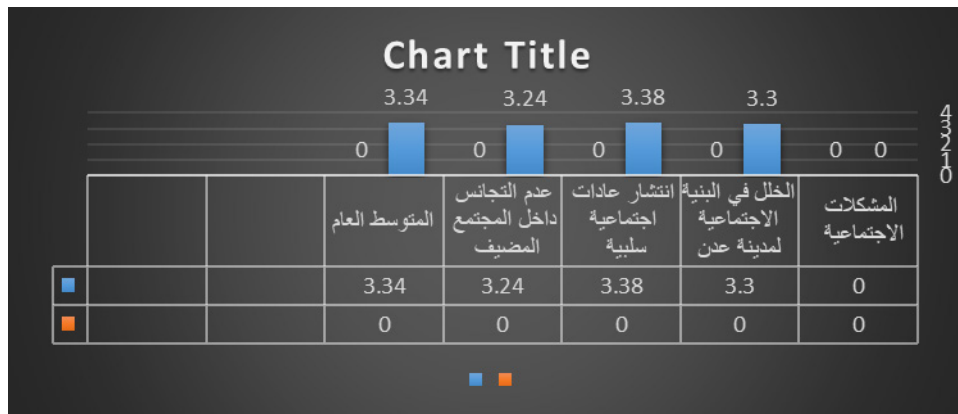 Chart Title
3.3 3.38 3.24 3.34
0 0 0 0 0 0
4
3
2
1
0
المشكلات
الاجتماعية
الخلل في البنية
الاجتماعية
لمدينة عدن
انتشار عادات
اجتماعية
سلبية
عدم التجانس
داخل المجتمع
المضيف
المتوسط العام
0 3.3 3.38 3.24 3.34
0 0 0 0 0